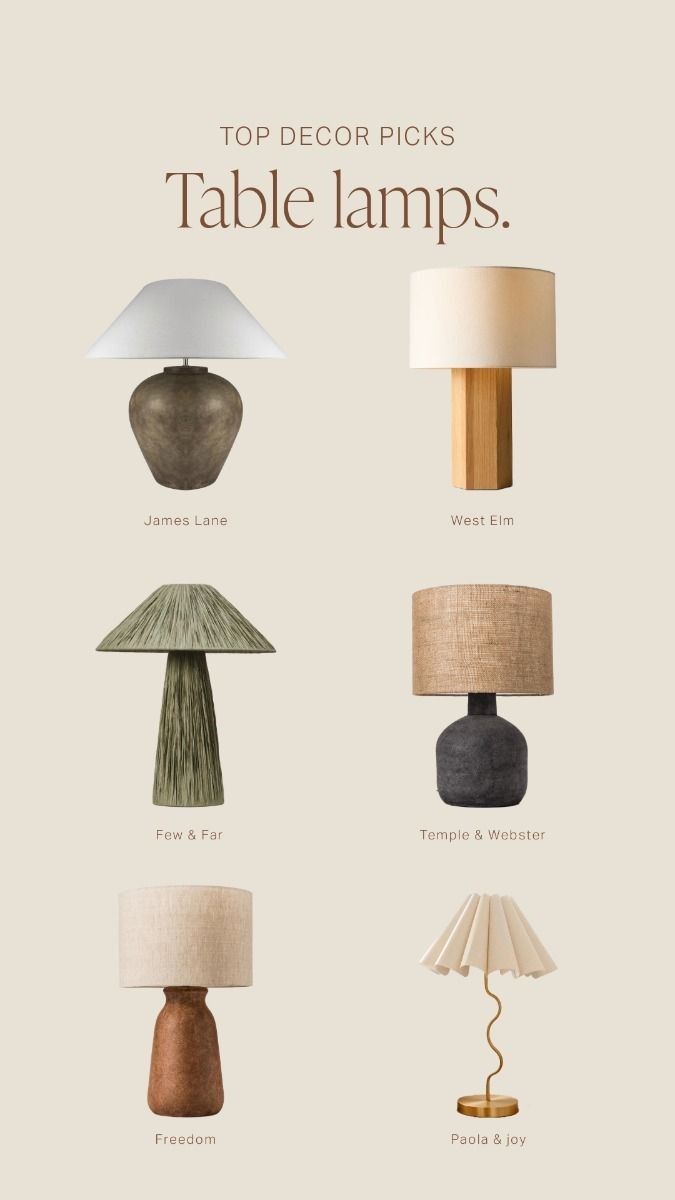 TOP DECOR PICKS
Table lamps.
James Lane
West Elm
Few & Far
Temple & Webster
Freedom
Paola & joy